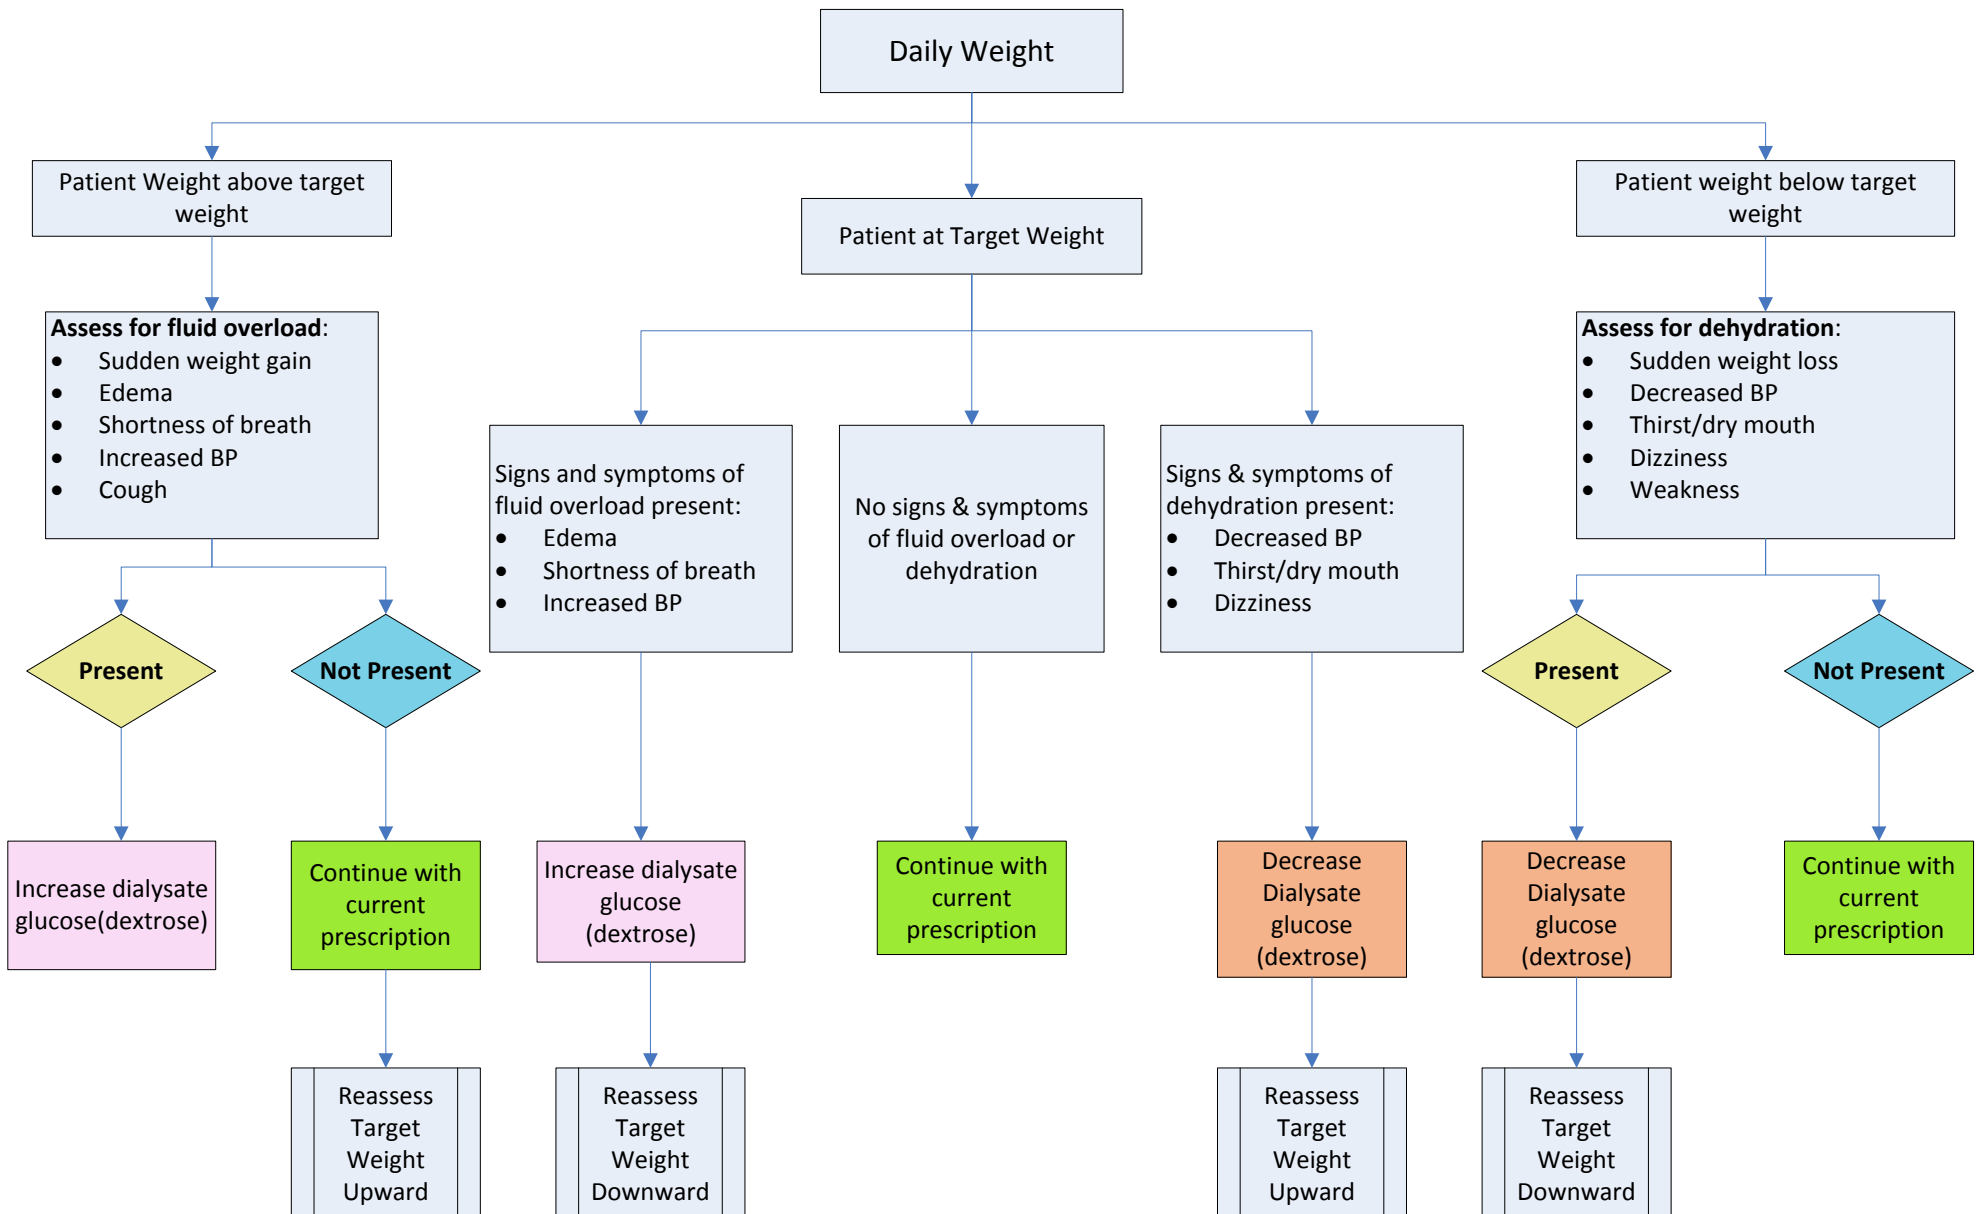 Daily Weight
Patient Weight above target
weight
Patient at Target Weight
Patient weight below target
weight
Assess for fluid overload:
• Sudden weight gain
• Edema
• Shortness of breath
• Increased BP
• Cough
Signs and symptoms of
fluid overload present:
• Edema
• Shortness of breath
• Increased BP
No signs & symptoms
of fluid overload or
dehydration
Signs & symptoms of
dehydration present:
• Decreased BP
• Thirst/dry mouth
• Dizziness
Assess for dehydration:
• Sudden weight loss
• Decreased BP
• Thirst/dry mouth
• Dizziness
• Weakness
Present
Not Present
Present
Not Present
Increase dialysate
glucose(dextrose)
Continue with
current
prescription
Increase dialysate
glucose
(dextrose)
Continue with
current
prescription
Decrease
Dialysate
glucose
(dextrose)
Decrease
Dialysate
glucose
(dextrose)
Continue with
current
prescription
Reassess
Target
Weight
Upward
Reassess
Target
Weight
Downward
Reassess
Target
Weight
Upward
Reassess
Target
Weight
Downward